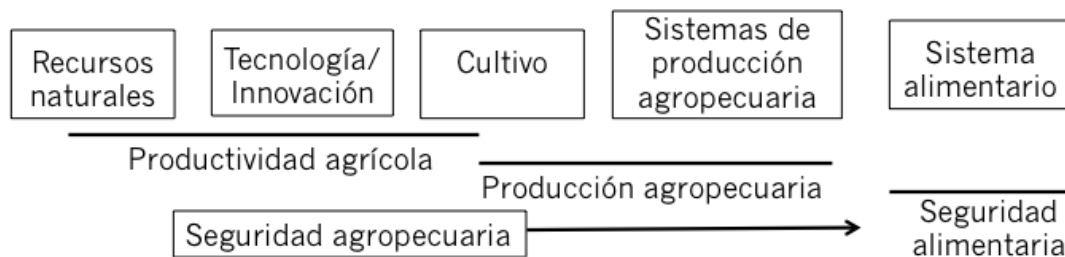 Recursos
naturales
Tecnología/
Innovación
Cultivo
Sistemas de
producción
agropecuaria
Sistema
alimentario
Productividad agrícola
Producción agropecuaria
Seguridad agropecuaria
Seguridad
alimentaria